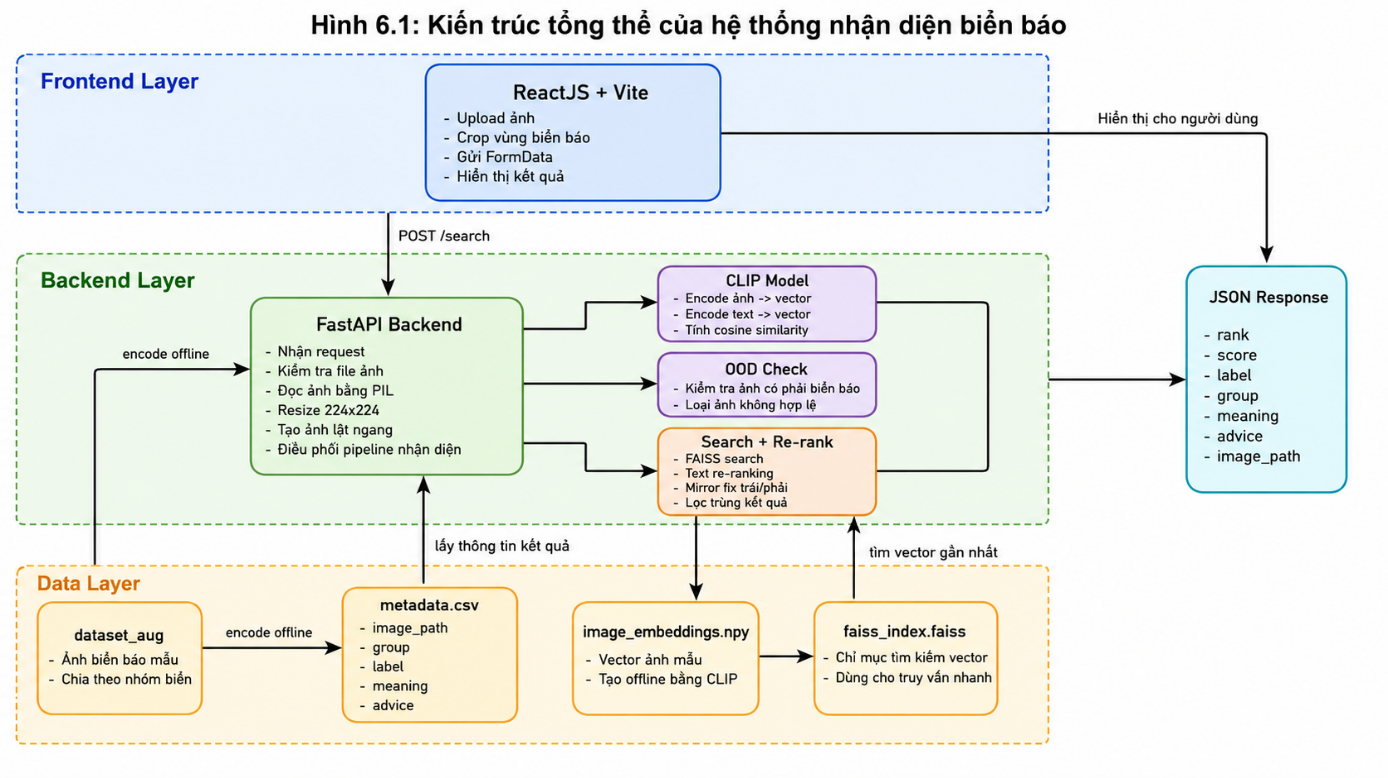 Hình 6.1: Kiến trúc tổng thể của hệ thống nhận diện biển báo
Frontend Layer
ReactJS + Vite
- Upload ảnh
- Crop vùng biển báo
- Gửi FormData
- Hiển thị kết quả
Hiển thị cho người dùng
POST /search
Backend Layer
encode offline
FastAPI Backend
- Nhận request
- Kiểm tra file ảnh
- Đọc ảnh bằng PIL
- Resize 224x224
- Tạo ảnh lật ngang
- Điều phối pipeline nhận diện
CLIP Model
- Encode ảnh -> vector
- Encode text -> vector
- Tính cosine similarity
OOD Check
- Kiểm tra ảnh có phải biển báo
- Loại ảnh không hợp lệ
Search + Re-rank
- FAISS search
- Text re-ranking
- Mirror fix trái/phải
- Lọc trùng kết quả
JSON Response
- rank
- score
- label
- group
- meaning
- advice
- image_path
lấy thông tin kết quả
tìm vector gần nhất
Data Layer
dataset_aug
- Ảnh biển báo mẫu
- Chia theo nhóm biển
encode offline
metadata.csv
- image_path
- group
- label
- meaning
- advice
image_embeddings.npy
- Vector ảnh mẫu
- Tạo offline bằng CLIP
faiss_index.faiss
- Chỉ mục tìm kiếm vector
- Dùng cho truy vấn nhanh